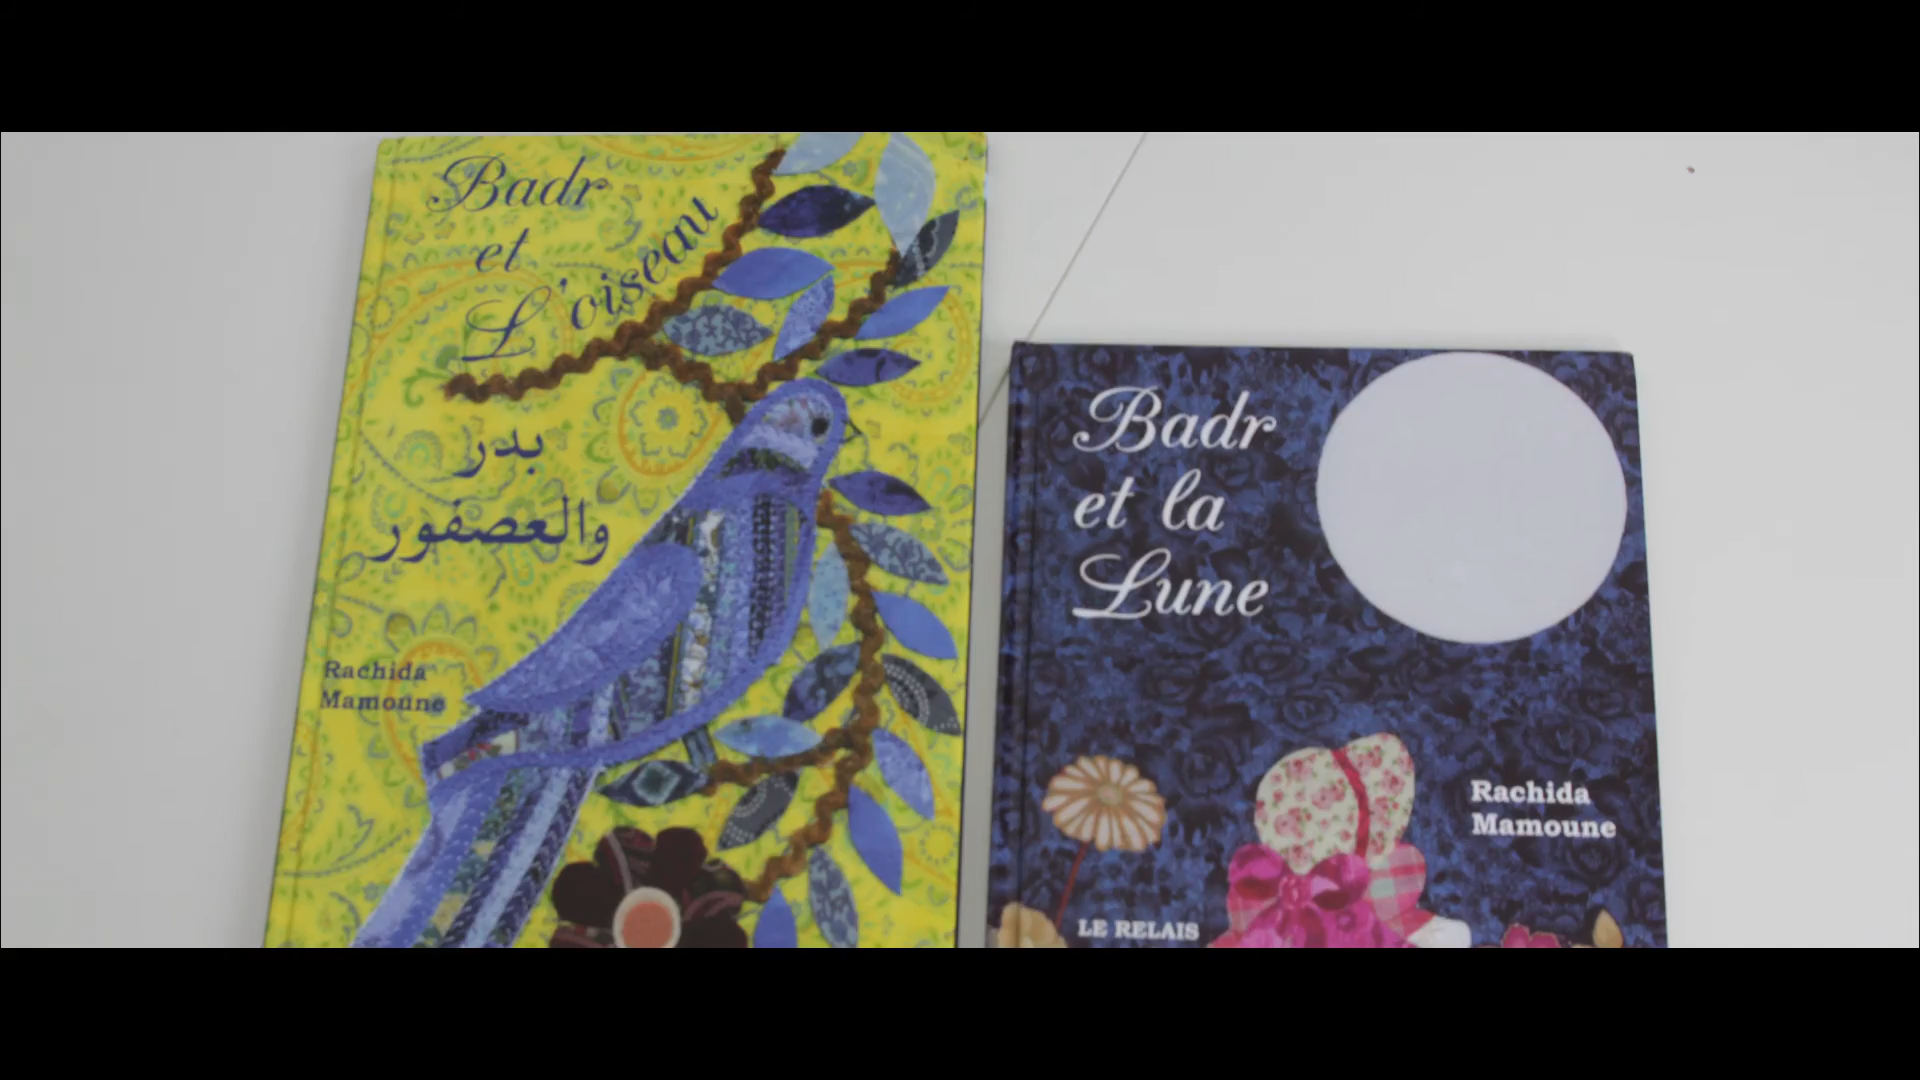 Badr
et
L'oiseau
بدر
والعصفور
Rachida
Mamoune
Badr
et la
Lune
Rachida
Mamoune
LE RELAIS